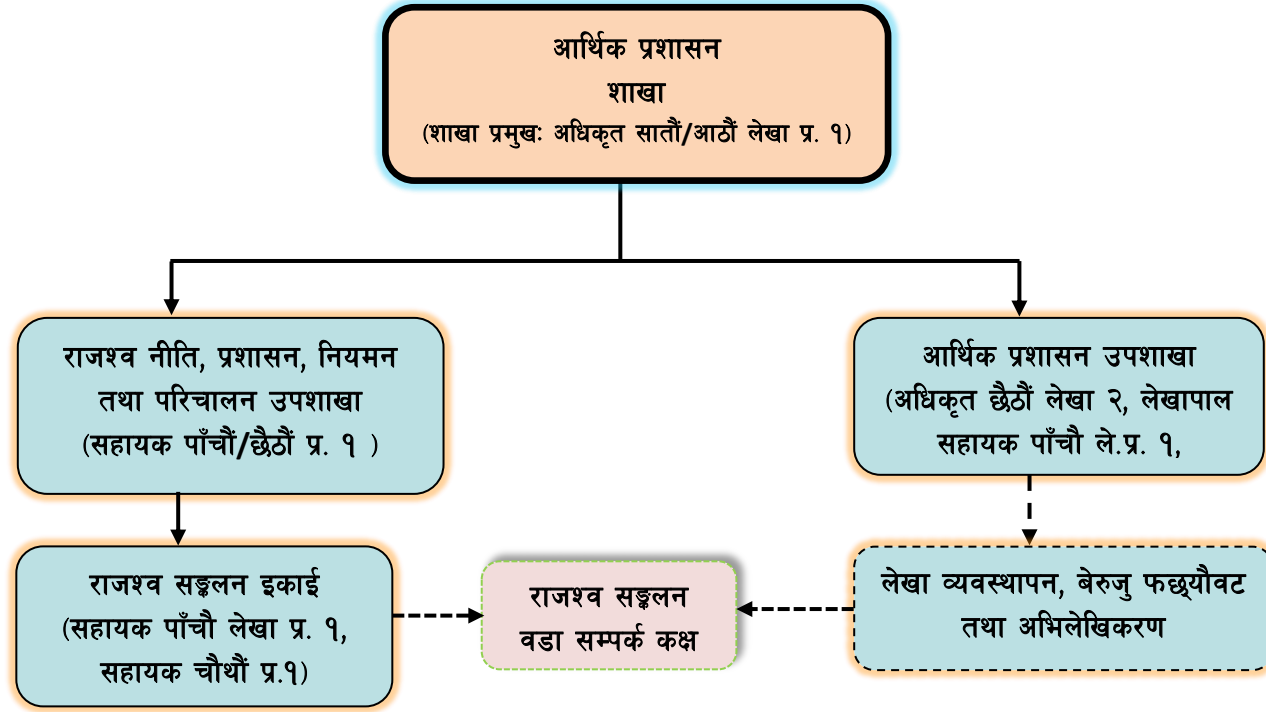 आर्थिक प्रशासन
शाखा
(शाखा प्रमुखः अधिकृत सातौं/आठौं लेखा प्र. १)
राजश्व नीति, प्रशासन, नियमन
तथा परिचालन उपशाखा
(सहायक पाँचौं/छैठौं प्र. १ )
आर्थिक प्रशासन उपशाखा
(अधिकृत छैठौं लेखा २, लेखापाल
सहायक पाँचौ ले.प्र. १,
राजश्व सङ्कलन इकाई
(सहायक पाँचौ लेखा प्र. १,
सहायक चौथौं प्र.१)
राजश्व सङ्कलन
वडा सम्पर्क कक्ष
लेखा व्यवस्थापन, बेरुजु फछ्यौवट
तथा अभिलेखिकरण